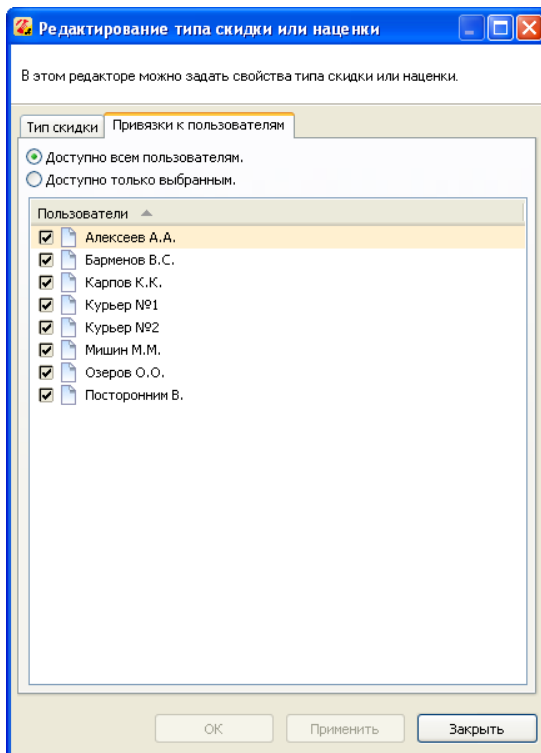 Редактирование типа скидки или наценки
В этом редакторе можно задать свойства типа скидки или наценки.
Тип скидки Привязки к пользователям
Доступно всем пользователям.
Доступно только выбранным.
Пользователи
Алексеев А.А.
Барменов В.С.
Карпов К.К.
Курьер №1
Курьер №2
Мишин М.М.
Озеров О.О.
Посторонним В.
ОК Применить Закрыть